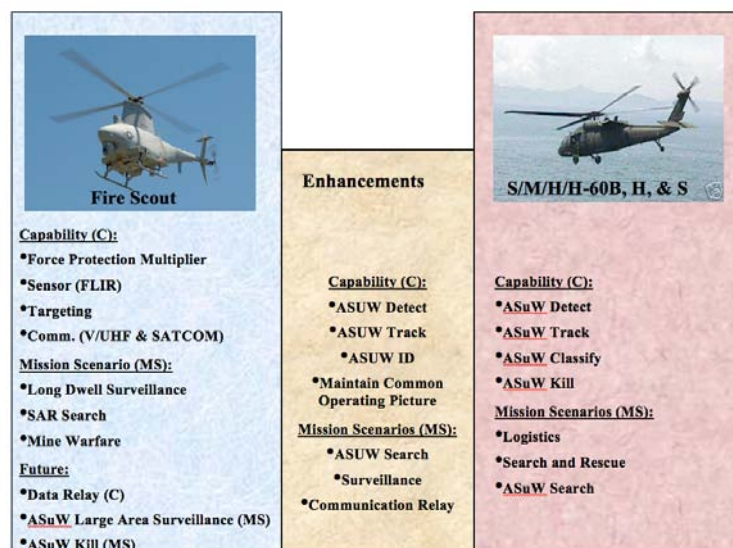 Fire Scout
Capability (C):
•Force Protection Multiplier
•Sensor (FLIR)
•Targeting
•Comm. (V/UHF & SATCOM)
Mission Scenario (MS):
•Long Dwell Surveillance
•SAR Search
•Mine Warfare
Future:
•Data Relay (C)
•ASuW Large Area Surveillance (MS)
•ASuW Kill (MS)
Enhancements
Capability (C):
•ASUW Detect
•ASUW Track
•ASUW ID
•Maintain Common
Operating Picture
Mission Scenarios (MS):
•ASUW Search
•Surveillance
•Communication Relay
S/M/H/H-60B, H, & S
Capability (C):
•ASuW Detect
•ASuW Track
•ASuW Classify
•ASuW Kill
Mission Scenarios (MS):
•Logistics
•Search and Rescue
•ASuW Search